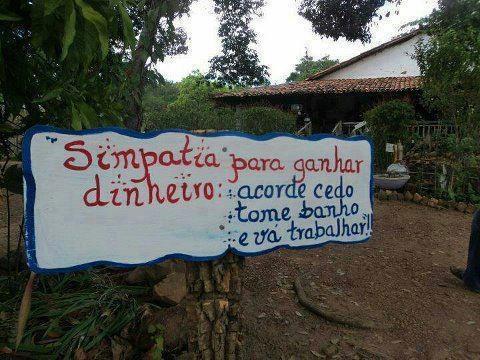 Simpatia para ganhar
dinheiro: acorde cedo
tome banho
e vá trabalhar!!